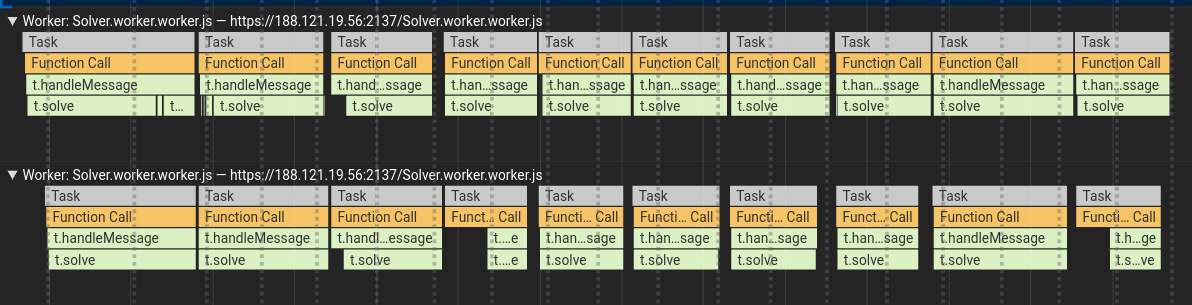 ▼ Worker: Solver.worker.worker.js — https://188.121.19.56:2137/Solver.worker.worker.js
Task Task Task Task Task Task Task Task Task Task
Function Call Function Call Function Call Function Call Function Call Function Call Function Call Function Call Function Call Function Call
t.handleMessage t.handleMessage t.hand...ssage t.han...ssage t.han...ssage t.han...ssage t.hand...ssage t.han...ssage t.handleMessage t.han...ssage
t.solve t... t.solve t.solve t.solve t.solve t.solve t.solve t.solve t.solve t.solve
▼ Worker: Solver.worker.worker.js — https://188.121.19.56:2137/Solver.worker.worker.js
Task Task Task Task Task Task Task Task Task Task
Function Call Function Call Function Call Funct... Call Functi... Call Functi... Call Functi... Call Funct... Call Function Call Functi... Call
t.handleMessage t.handleMessage t.handl...essage t....e t.han...sage t.han...sage t.han...sage t.han...sage t.handleMessage t.h...ge
t.solve t.solve t.solve t....e t.solve t.solve t.solve t.solve t.solve t.s...ve